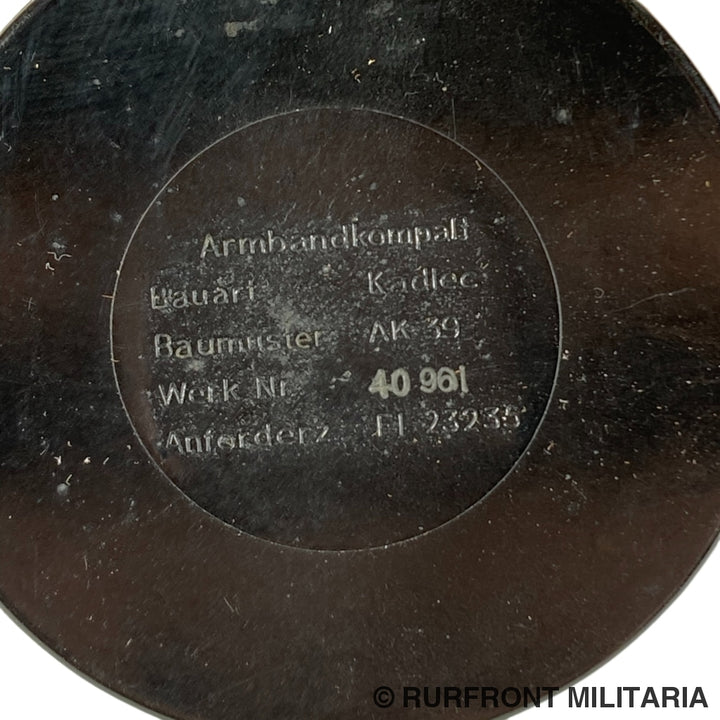 Armbandkompaß
Bauart Kadlec
Baumuster AK 39
Werk Nr. 40 961
Anforderz. Fl 23235
© RURFRONT MILITARIA